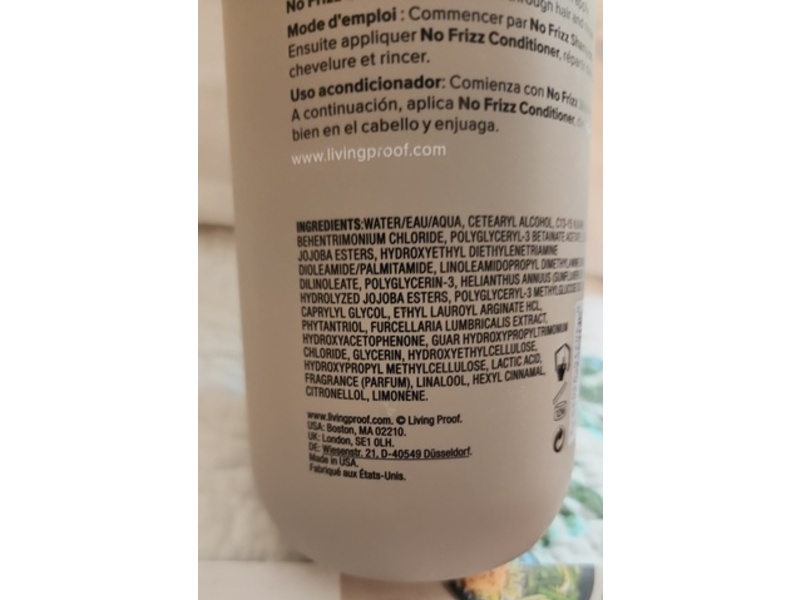 No Frizz
through hair and
Mode d'emploi : Commencer par No Frizz
Ensuite appliquer No Frizz Conditioner,
chevelure et rincer.
Uso acondicionador: Comienza con No Frizz
A continuación, aplica No Frizz Conditioner,
bien en el cabello y enjuaga.
www.livingproof.com
INGREDIENTS:WATER/EAU/AQUA, CETEARYL ALCOHOL, C13-15
BEHENTRIMONIUM CHLORIDE, POLYGLYCERYL-3 BETAINATE
JOJOBA ESTERS, HYDROXYETHYL DIETHYLENETRIAMINE
DIOLEAMIDE/PALMITAMIDE, LINOLEAMIDOPROPYL
DILINOLEATE, POLYGLYCERIN-3, HELIANTHUS ANNUUS
HYDROLYZED JOJOBA ESTERS, POLYGLYCERYL-3
CAPRYLYL GLYCOL, ETHYL LAUROYL ARGINATE HCL,
PHYTANTRIOL, FURCELLARIA LUMBRICALIS EXTRACT,
HYDROXYACETOPHENONE, GUAR HYDROXYPROPYLTRIMONIUM
CHLORIDE, GLYCERIN, HYDROXYETHYLCELLULOSE,
HYDROXYPROPYL METHYLCELLULOSE, LACTIC ACID,
FRAGRANCE (PARFUM), LINALOOL, HEXYL CINNAMAL,
CITRONELLOL, LIMONENE.
www.livingproof.com. © Living Proof.
USA: Boston, MA 02210.
UK: London, SE1 0LH.
DE: Wiesenstr. 21, D-40549 Düsseldorf.
Made in USA.
Fabriqué aux États-Unis.